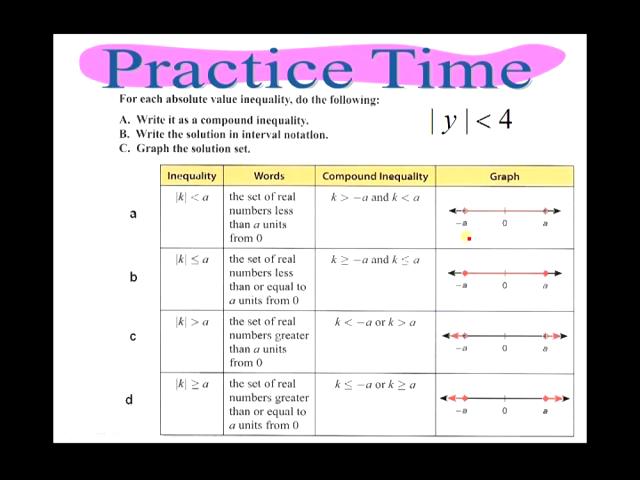 Practice Time
For each absolute value inequality, do the following:
A. Write it as a compound inequality.
B. Write the solution in interval notation.
C. Graph the solution set.
| y | < 4
Inequality Words Compound Inequality Graph
a
|k| < a
the set of real
numbers less
than a units
from 0
k > −a and k < a
−a 0 a
b
|k| ≤ a
the set of real
numbers less
than or equal to
a units from 0
k ≥ −a and k ≤ a
−a 0 a
c
|k| > a
the set of real
numbers greater
than a units
from 0
k < −a or k > a
−a 0 a
d
|k| ≥ a
the set of real
numbers greater
than or equal to
a units from 0
k ≤ −a or k ≥ a
−a 0 a